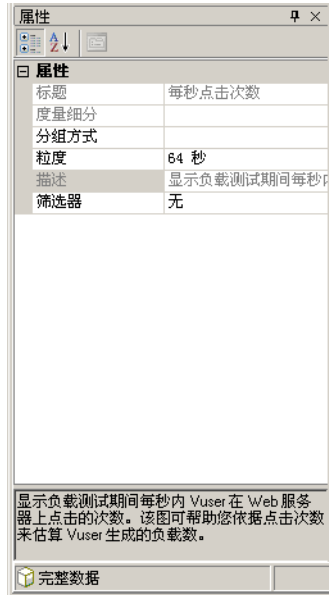 属性
属性
标题 每秒点击次数
度量细分
分组方式
粒度 64 秒
描述 显示负载测试期间每秒
筛选器 无
显示负载测试期间每秒内 Vuser 在 Web 服务
器上点击的次数。该图可帮助您依据点击次数
来估算 Vuser 生成的负载数。
完整数据